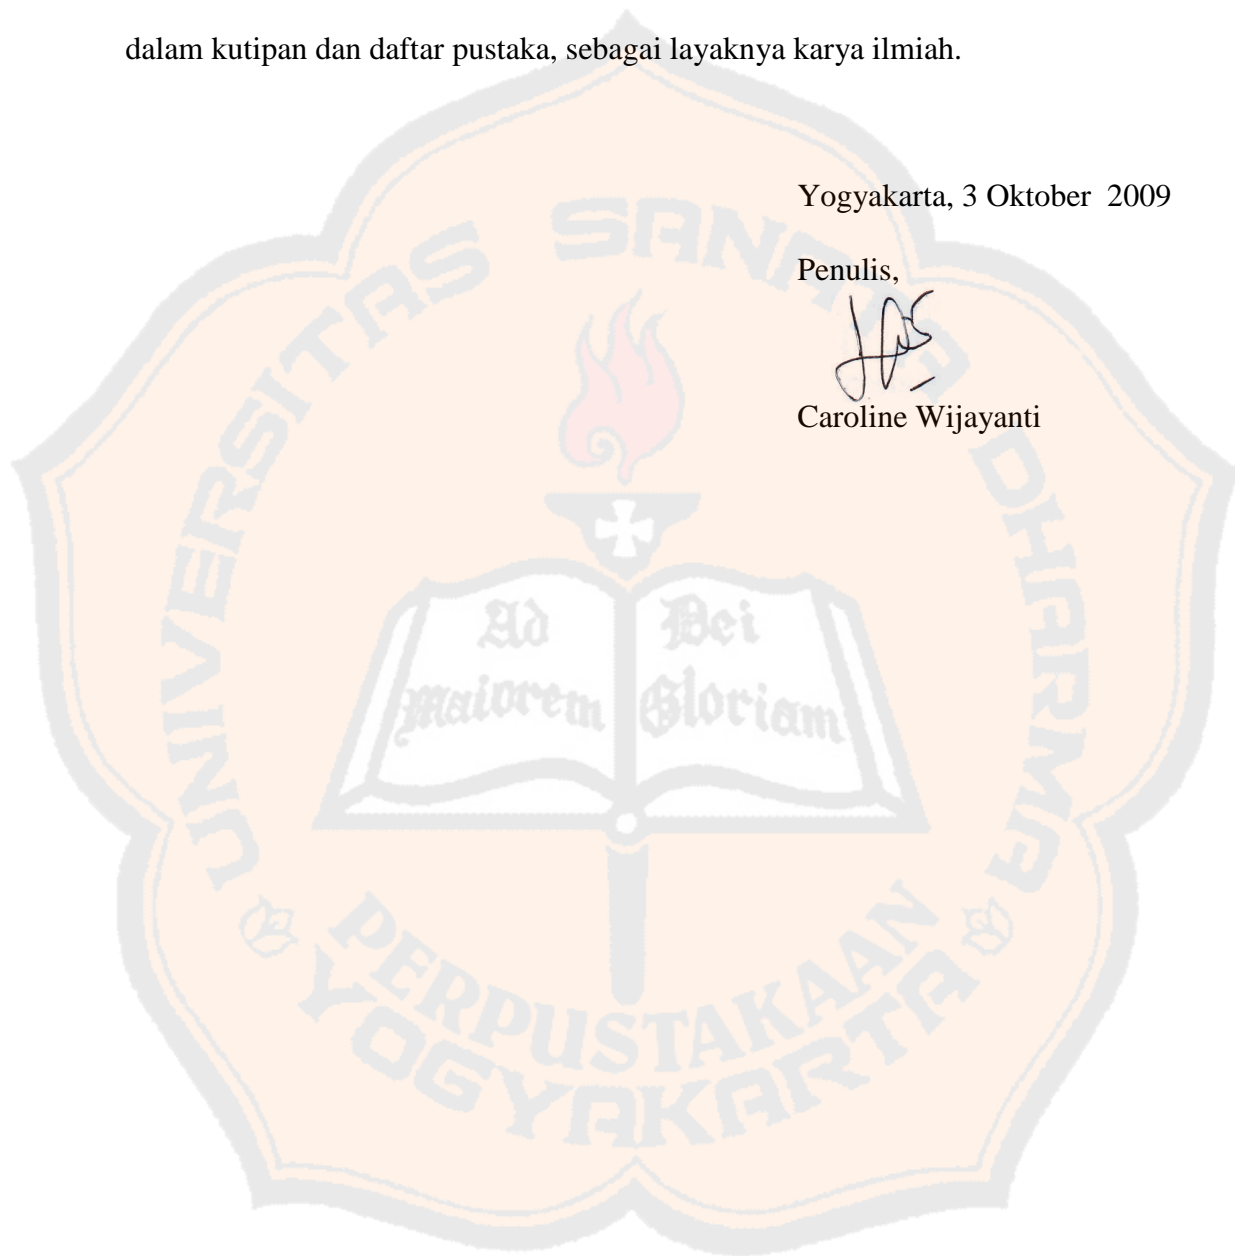 dalam kutipan dan daftar pustaka, sebagai layaknya karya ilmiah.
Yogyakarta, 3 Oktober  2009
Penulis,
Caroline Wijayanti
UNIVERSITAS SANATA DHARMA
Ad
maiorem
Dei
Gloriam
PERPUSTAKAAN
YOGYAKARTA